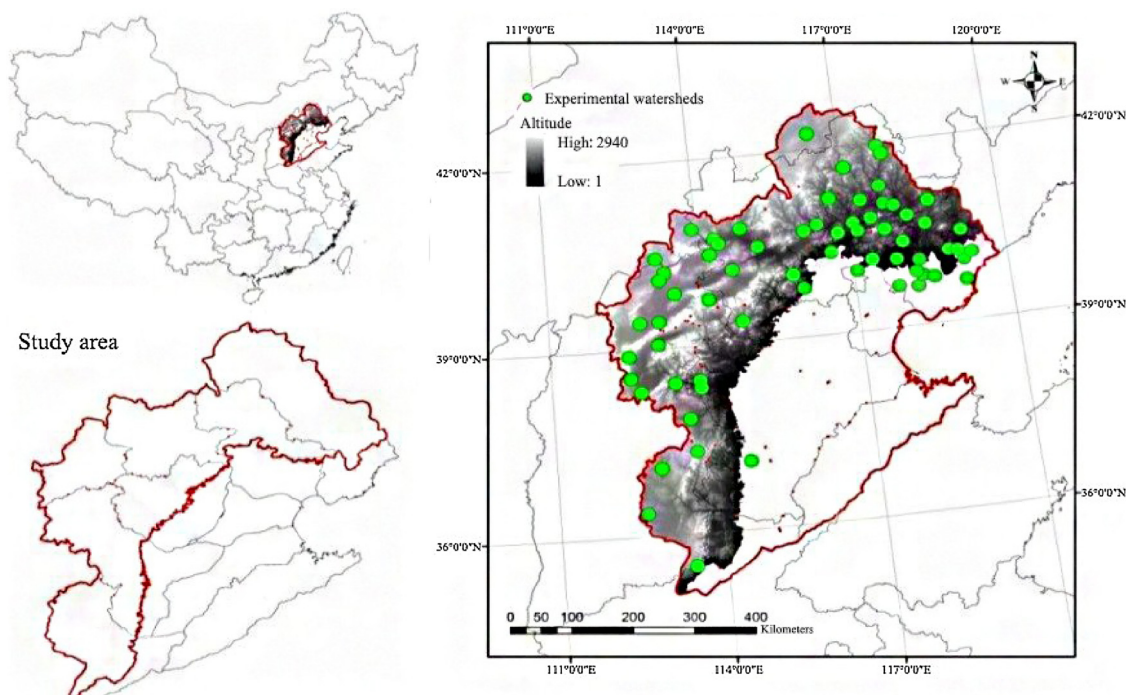 111°0'0"E 114°0'0"E 117°0'0"E 120°0'0"E
N
W E
S
Experimental watersheds
Altitude
High: 2940
Low: 1
42°0'0"N
42°0'0"N
39°0'0"N
Study area
39°0'0"N
36°0'0"N
36°0'0"N
0 50 100 200 300 400
Kilometers
111°0'0"E 114°0'0"E 117°0'0"E